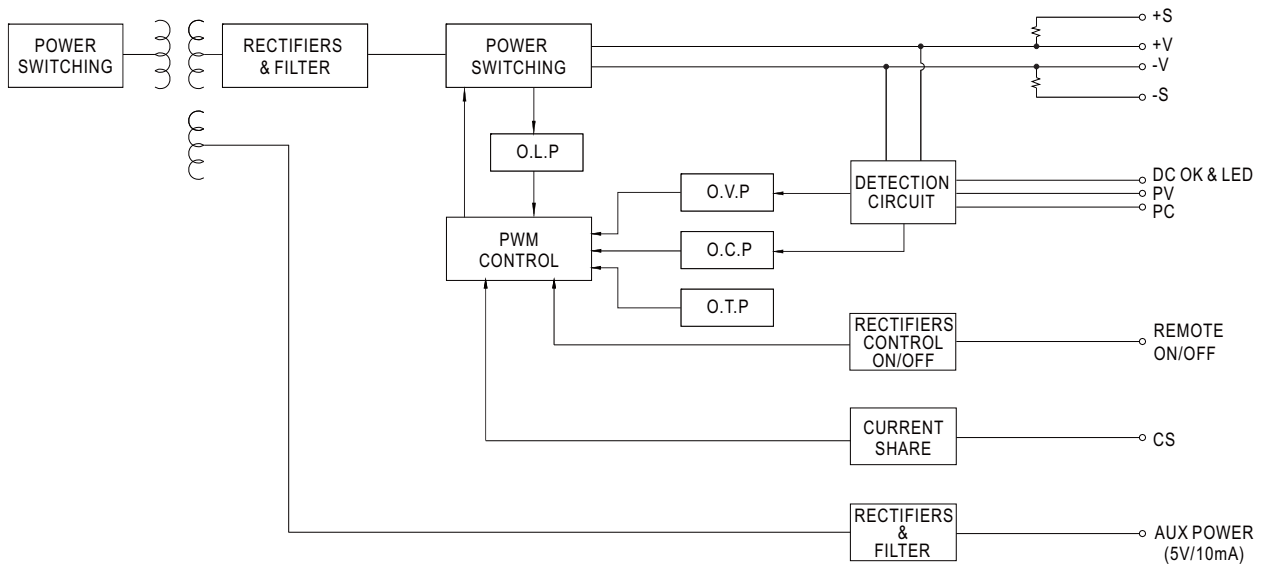 POWER
SWITCHING
RECTIFIERS
& FILTER
POWER
SWITCHING
+S
+V
-V
-S
O.L.P
O.V.P
DETECTION
CIRCUIT
DC OK & LED
PV
PC
PWM
CONTROL
O.C.P
O.T.P
RECTIFIERS
CONTROL
ON/OFF
REMOTE
ON/OFF
CURRENT
SHARE
CS
RECTIFIERS
&
FILTER
AUX POWER
(5V/10mA)